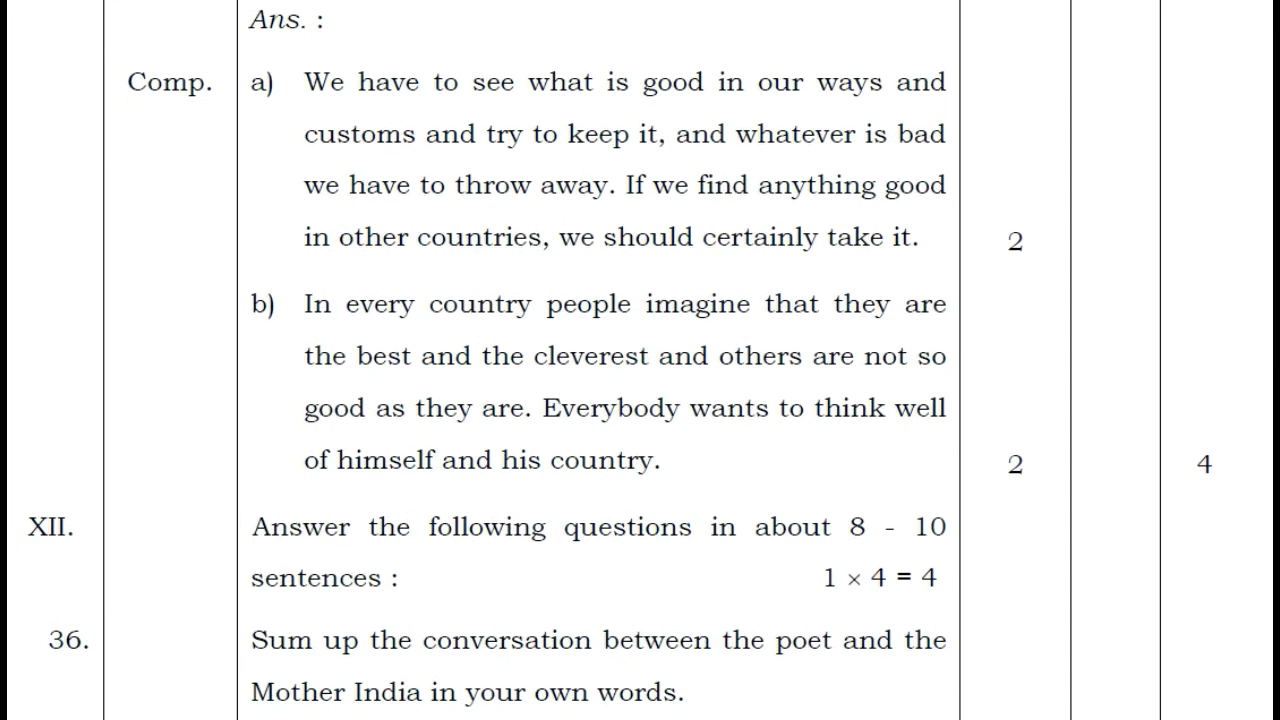 Ans. :
Comp. a) We have to see what is good in our ways and
customs and try to keep it, and whatever is bad
we have to throw away. If we find anything good
in other countries, we should certainly take it. 2
b) In every country people imagine that they are
the best and the cleverest and others are not so
good as they are. Everybody wants to think well
of himself and his country. 2 4
XII. Answer the following questions in about 8 - 10
sentences : 1 × 4 = 4
36. Sum up the conversation between the poet and the
Mother India in your own words.